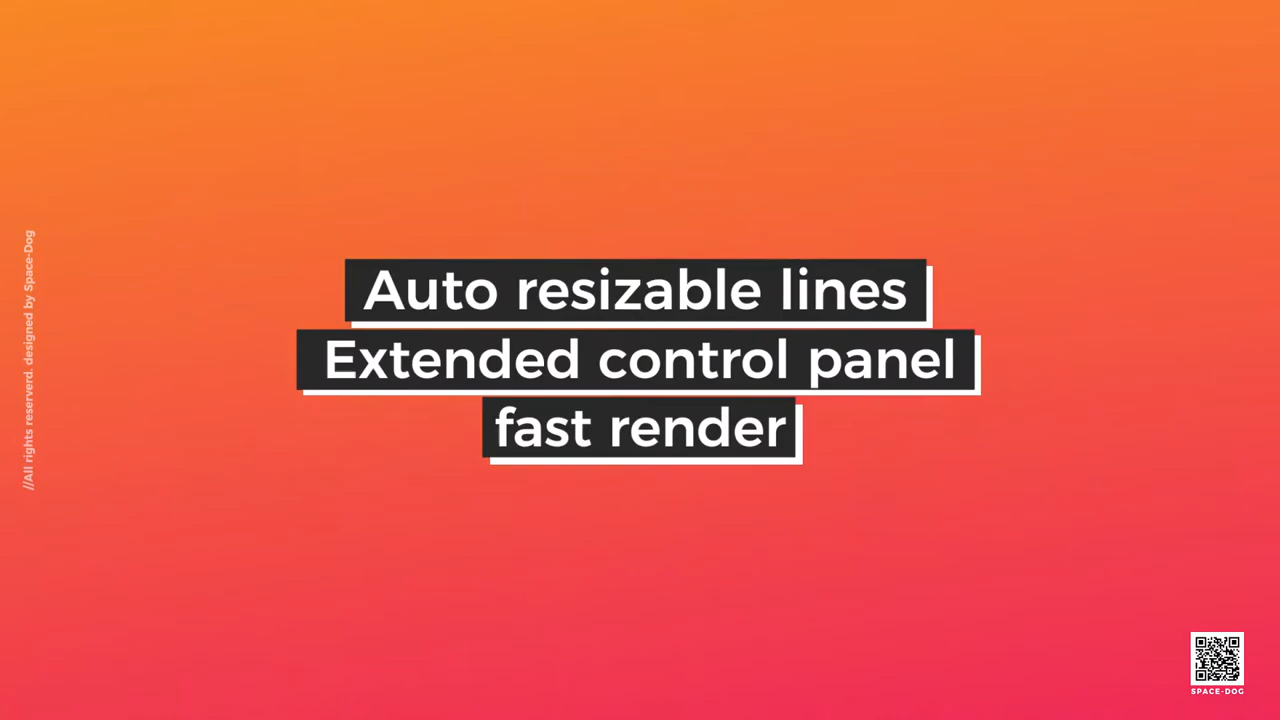 Auto resizable lines
Extended control panel
fast render
//All rights reserverd. designed by Space-Dog
SPACE-DOG